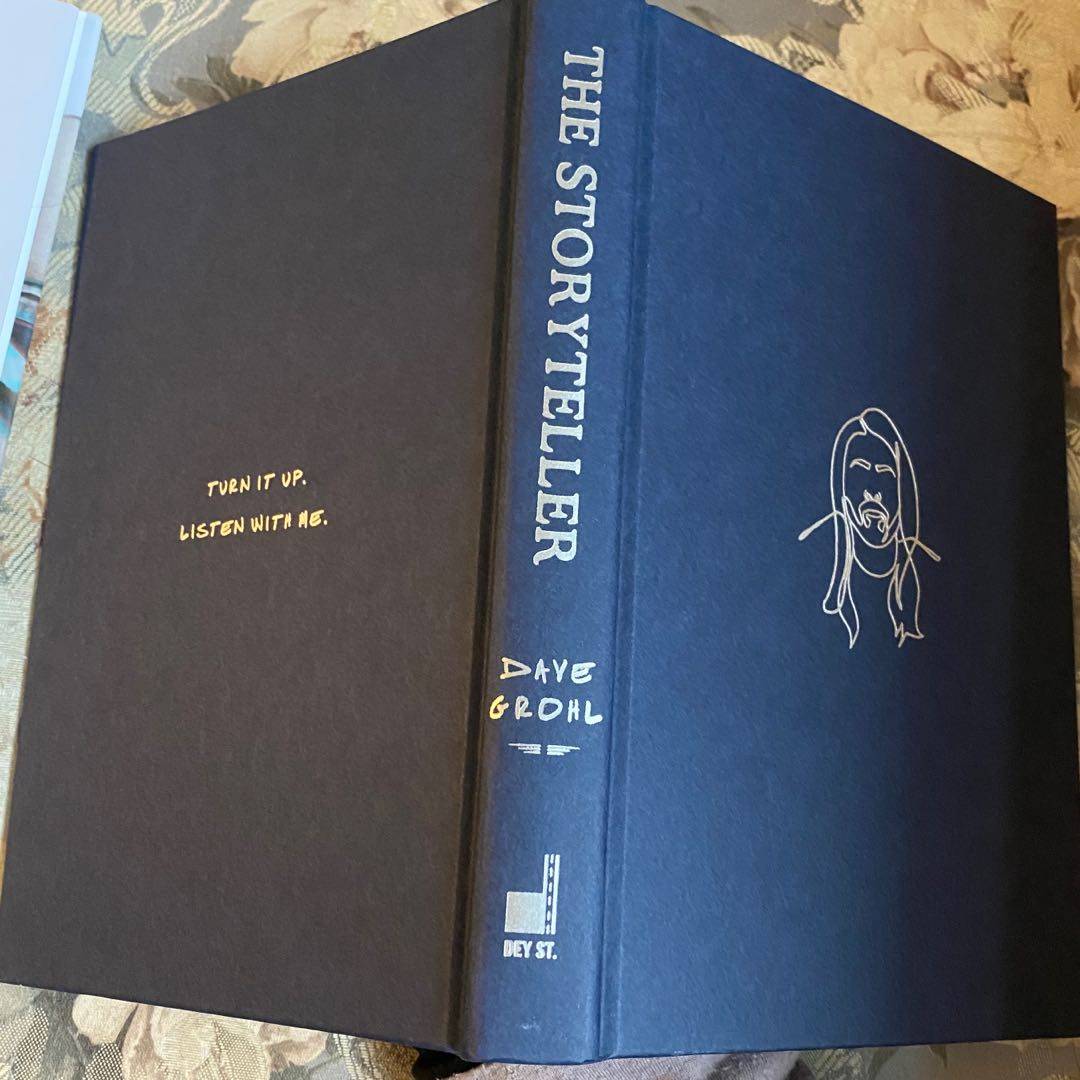 TURN IT UP.
LISTEN WITH ME.
THE STORYTELLER
DAVE
GROHL
DEY ST.